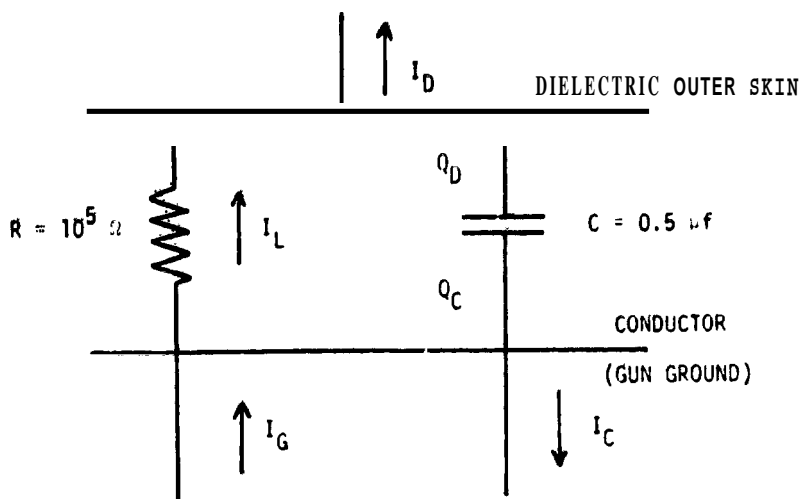 I_D
DIELECTRIC OUTER SKIN
Q_D
R = 10^5 Ω
I_L
C = 0.5 μf
Q_C
CONDUCTOR
(GUN GROUND)
I_G
I_C